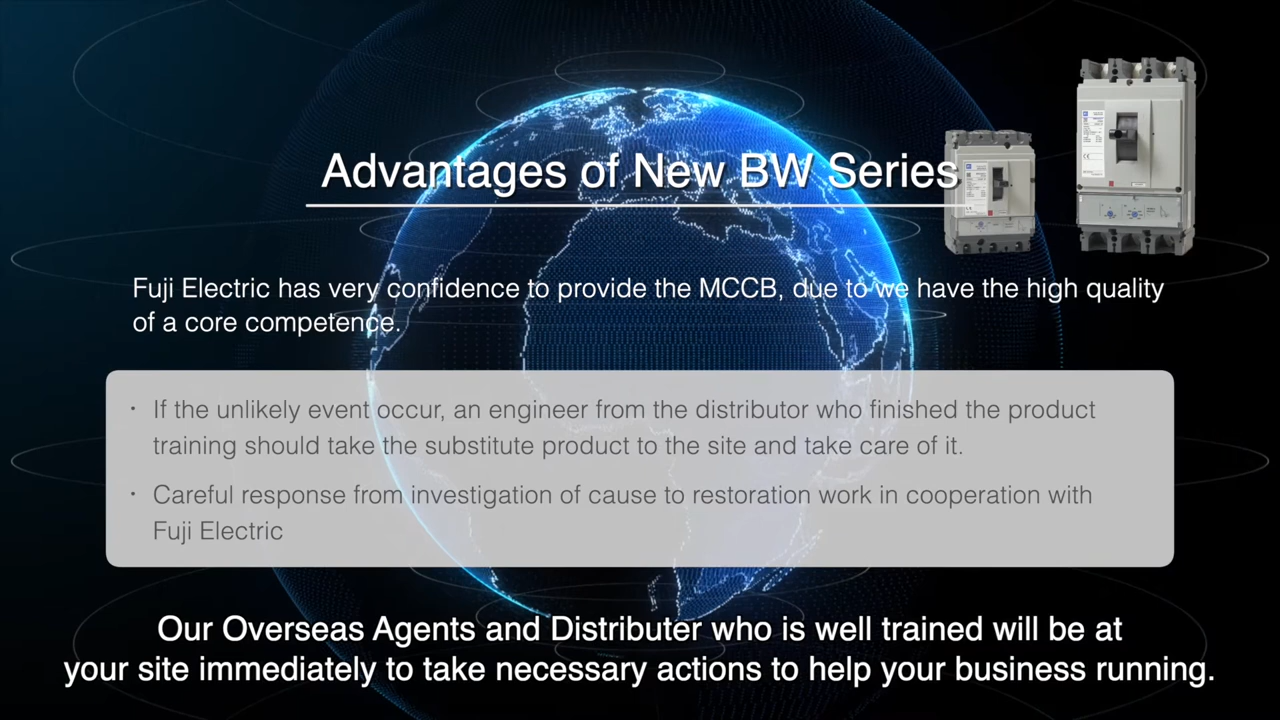 Advantages of New BW Series
Fuji Electric has very confidence to provide the MCCB, due to we have the high quality
of a core competence.
・ If the unlikely event occur, an engineer from the distributor who finished the product
training should take the substitute product to the site and take care of it.
・ Careful response from investigation of cause to restoration work in cooperation with
Fuji Electric
Our Overseas Agents and Distributer who is well trained will be at
your site immediately to take necessary actions to help your business running.